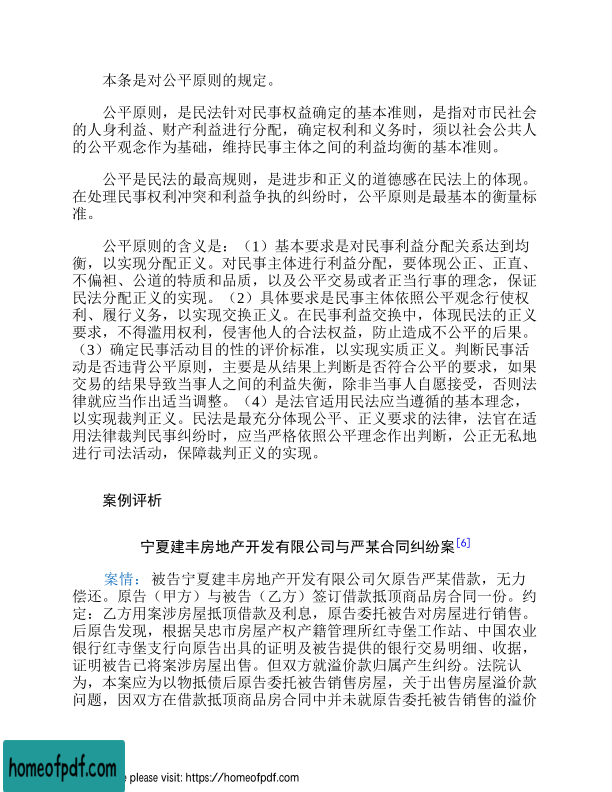 本条是对公平原则的规定。
公平原则，是民法针对民事权益确定的基本准则，是指对市民社会
的人身利益、财产利益进行分配，确定权利和义务时，须以社会公共人
的公平观念作为基础，维持民事主体之间的利益均衡的基本准则。
公平是民法的最高规则，是进步和正义的道德感在民法上的体现。
在处理民事权利冲突和利益争执的纠纷时，公平原则是最基本的衡量标
准。
公平原则的含义是：（1）基本要求是对民事利益分配关系达到均
衡，以实现分配正义。对民事主体进行利益分配，要体现公正、正直、
不偏袒、公道的特质和品质，以及公平交易或者正当行事的理念，保证
民法分配正义的实现。（2）具体要求是民事主体依照公平观念行使权
利、履行义务，以实现交换正义。在民事利益交换中，体现民法的正义
要求，不得滥用权利，侵害他人的合法权益，防止造成不公平的后果。
（3）确定民事活动目的性的评价标准，以实现实质正义。判断民事活
动是否违背公平原则，主要是从结果上判断是否符合公平的要求，如果
交易的结果导致当事人之间的利益失衡，除非当事人自愿接受，否则法
律就应当作出适当调整。（4）是法官适用民法应当遵循的基本理念，
以实现裁判正义。民法是最充分体现公平、正义要求的法律，法官在适
用法律裁判民事纠纷时，应当严格依照公平理念作出判断，公正无私地
进行司法活动，保障裁判正义的实现。
案例评析
宁夏建丰房地产开发有限公司与严某合同纠纷案[6]
案情：被告宁夏建丰房地产开发有限公司欠原告严某借款，无力
偿还。原告（甲方）与被告（乙方）签订借款抵顶商品房合同一份。约
定：乙方用案涉房屋抵顶借款及利息，原告委托被告对房屋进行销售。
后原告发现，根据吴忠市房屋产权产籍管理所红寺堡工作站、中国农业
银行红寺堡支行向原告出具的证明及被告提供的银行交易明细、收据，
证明被告已将案涉房屋出售。但双方就溢价款归属产生纠纷。法院认
为，本案应为以物抵债后原告委托被告销售房屋，关于出售房屋溢价款
问题，因双方在借款抵顶商品房合同中并未就原告委托被告销售的溢价
homeofpdf.com
e please visit: https://homeofpdf.com